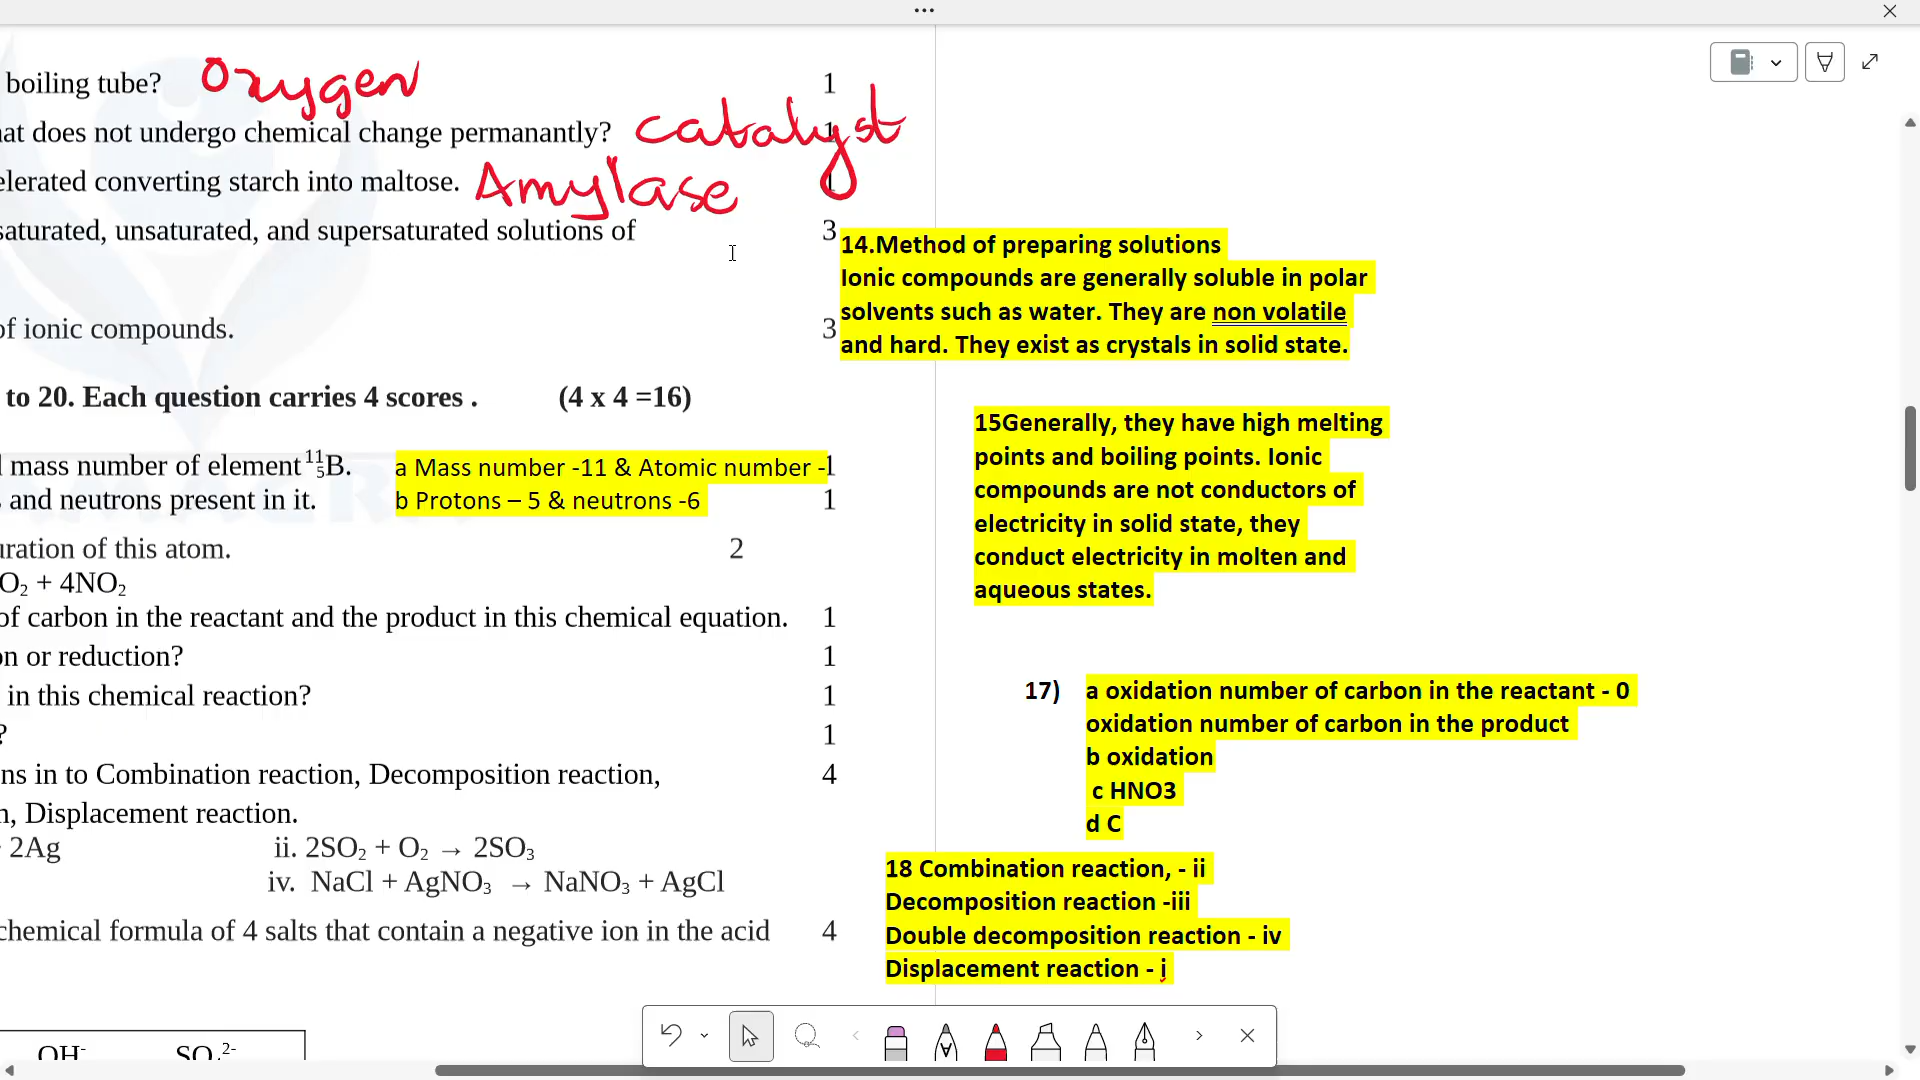 boiling tube? Oxygen 1
hat does not undergo chemical change permanantly? catalyst 1
elerated converting starch into maltose. Amylase 1
saturated, unsaturated, and supersaturated solutions of 3
14.Method of preparing solutions
Ionic compounds are generally soluble in polar
solvents such as water. They are non volatile
and hard. They exist as crystals in solid state.
of ionic compounds. 3
to 20. Each question carries 4 scores . (4 x 4 =16)
15Generally, they have high melting
points and boiling points. Ionic
compounds are not conductors of
electricity in solid state, they
conduct electricity in molten and
aqueous states.
l mass number of element ¹¹₅B. a Mass number -11 & Atomic number - 1
s and neutrons present in it. b Protons – 5 & neutrons -6 1
uration of this atom. 2
O₂ + 4NO₂
of carbon in the reactant and the product in this chemical equation. 1
on or reduction? 1
in this chemical reaction? 1
? 1
17) a oxidation number of carbon in the reactant - 0
oxidation number of carbon in the product
b oxidation
c HNO3
d C
ns in to Combination reaction, Decomposition reaction, 4
n, Displacement reaction.
2Ag ii. 2SO₂ + O₂ → 2SO₃
iv. NaCl + AgNO₃ → NaNO₃ + AgCl
18 Combination reaction, - ii
Decomposition reaction -iii
Double decomposition reaction - iv
Displacement reaction - i
chemical formula of 4 salts that contain a negative ion in the acid 4
OH⁻ SO₄²⁻